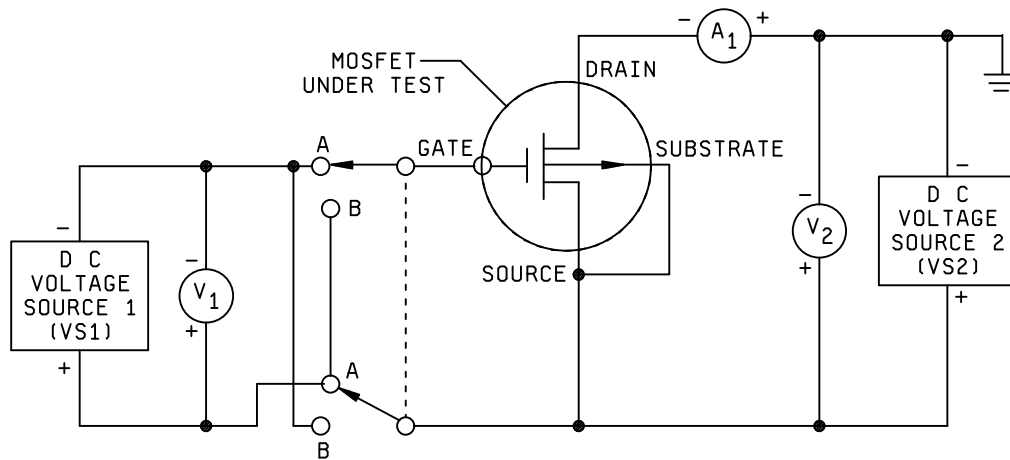 - A1 +
MOSFET
UNDER TEST
DRAIN
A
GATE
SUBSTRATE
B
-
D C
VOLTAGE
SOURCE 1
(VS1)
+
-
V1
+
SOURCE
-
V2
+
-
D C
VOLTAGE
SOURCE 2
(VS2)
+
A
B